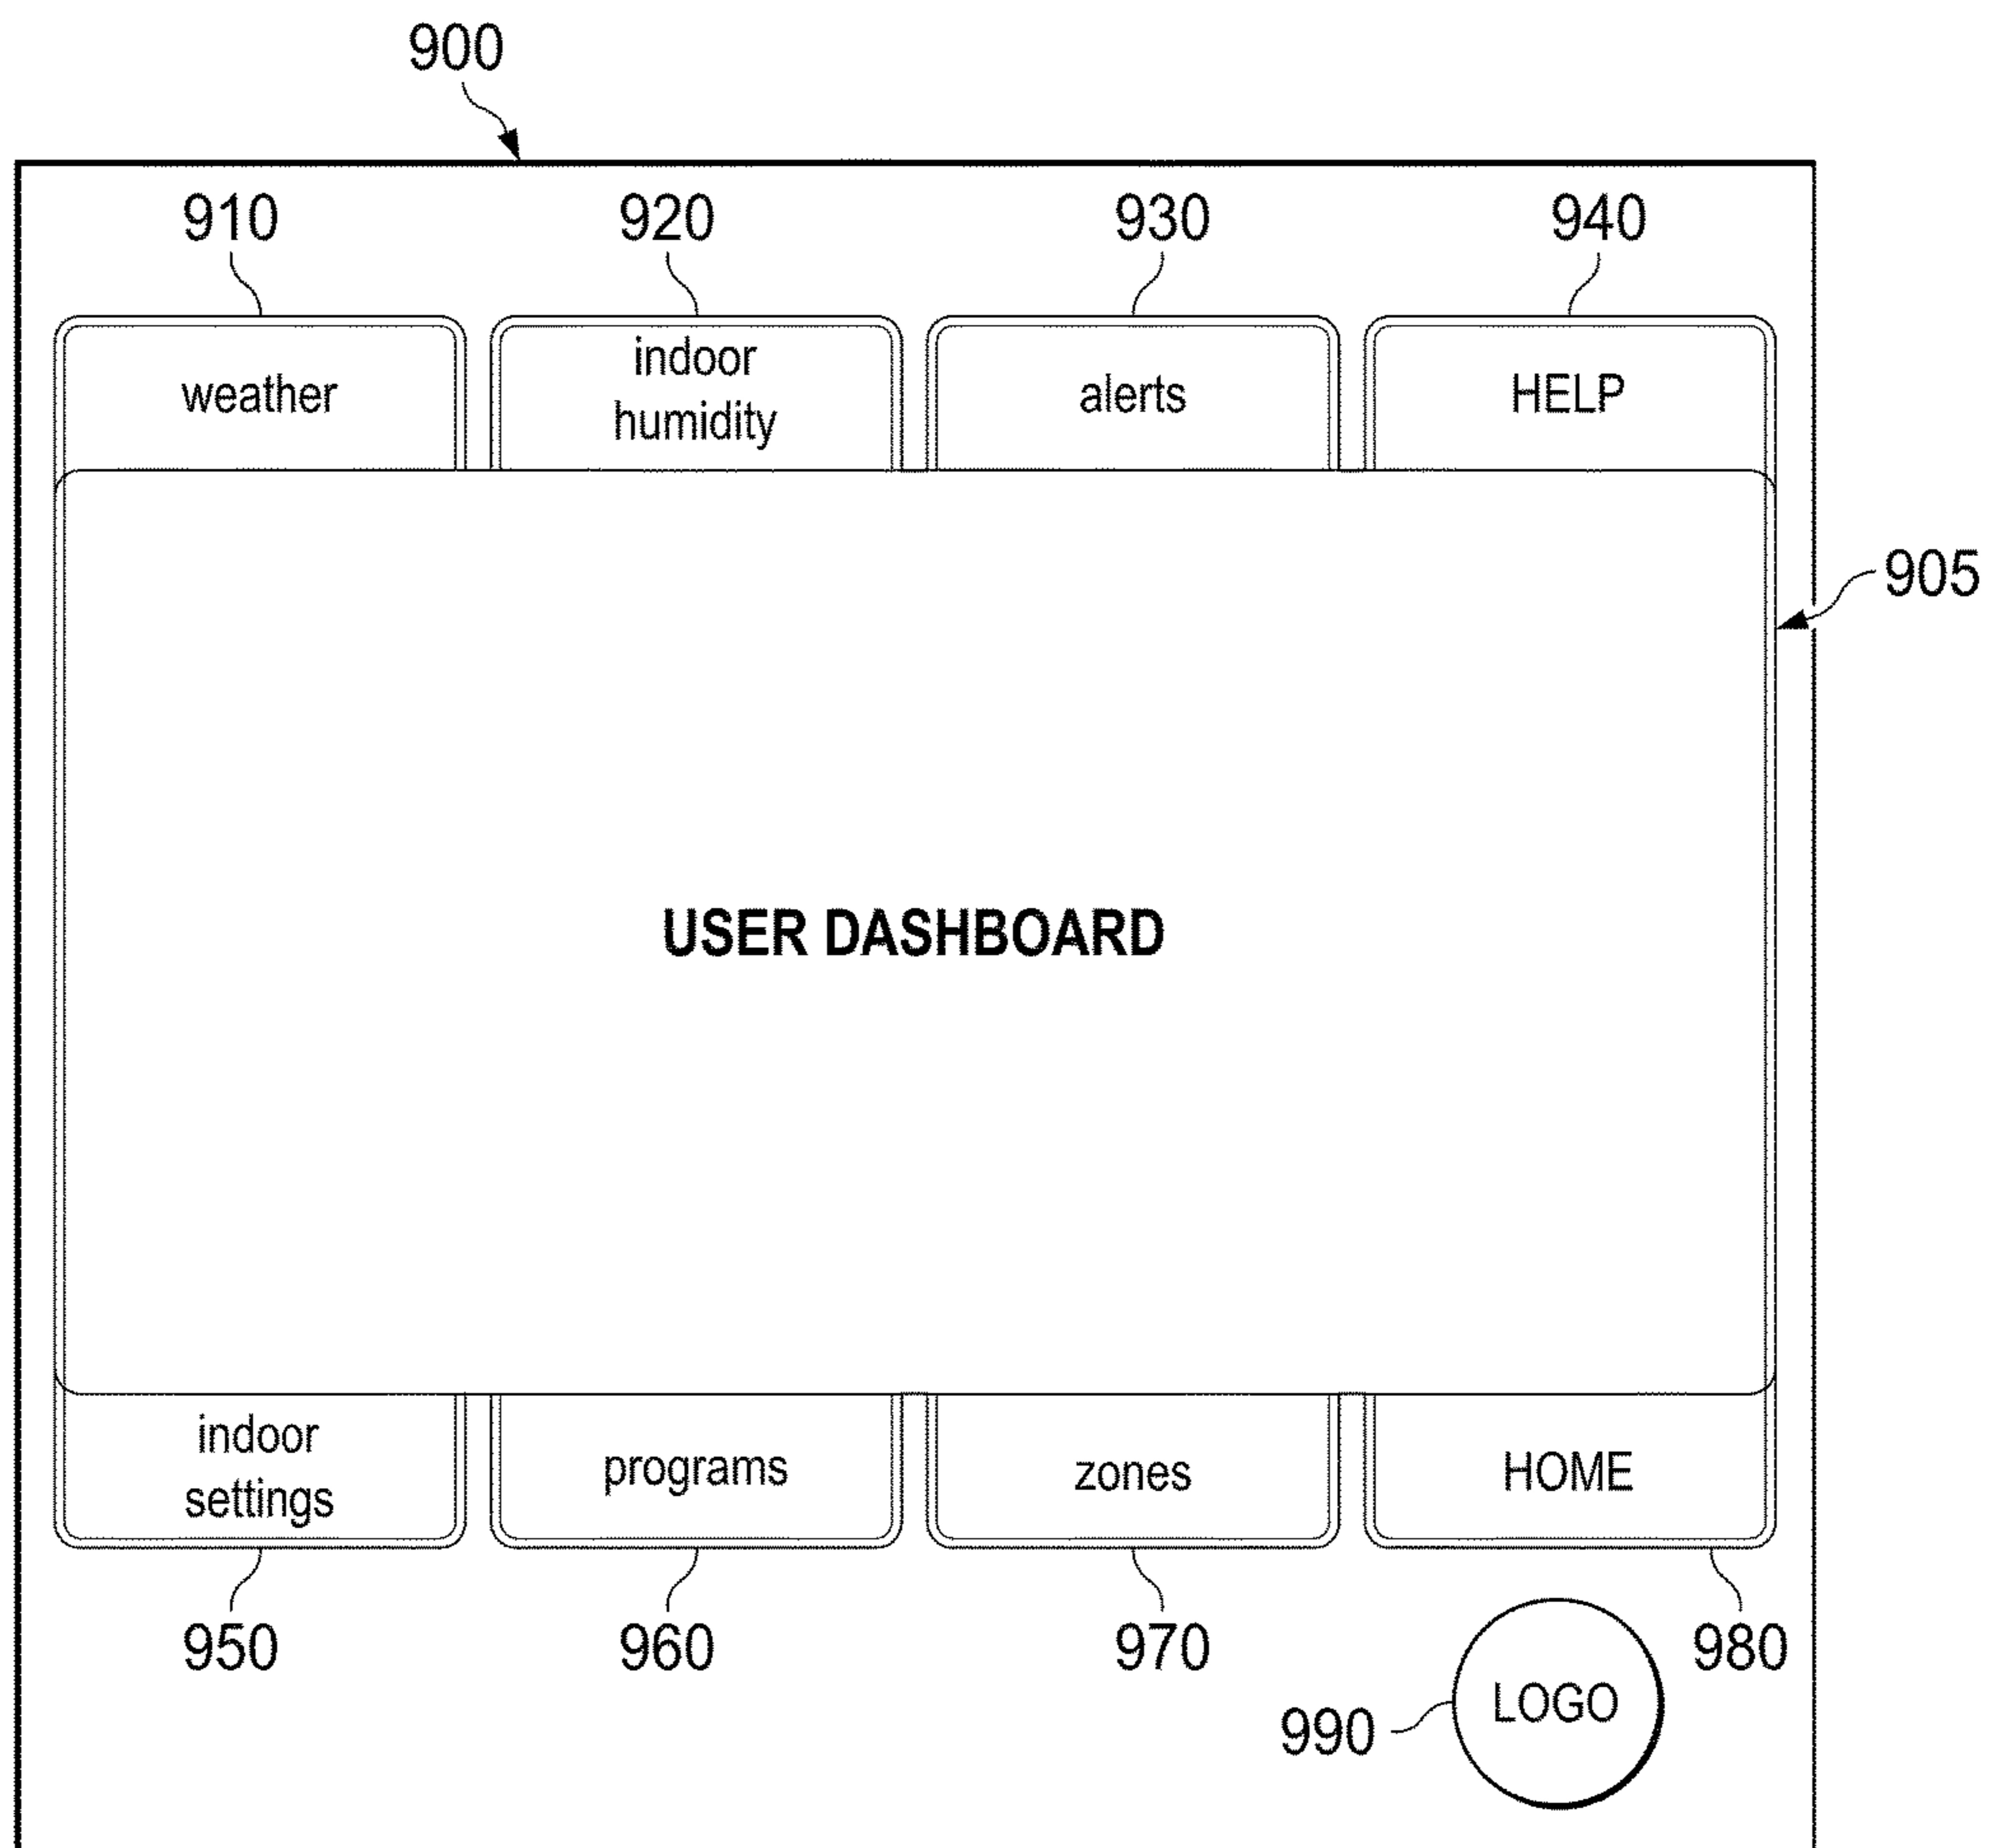 900
910 920 930 940
weather
indoor
humidity
alerts
HELP
905
USER DASHBOARD
indoor
settings
programs
zones
HOME
950 960 970 980
990
LOGO